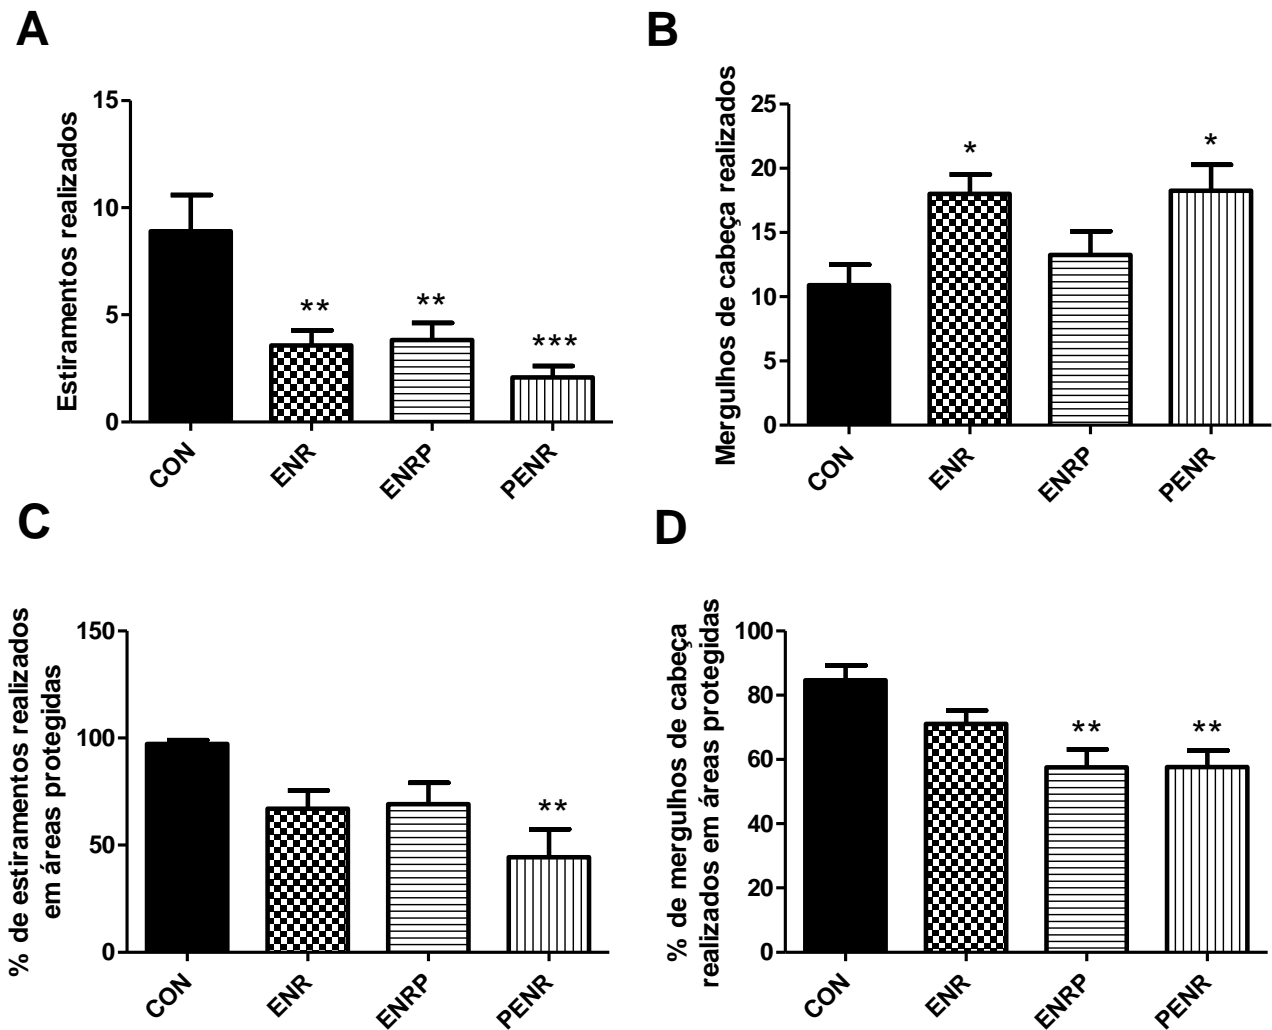 A
Estiramentos realizados
15
10
5
0
**
**
***
CON
ENR
ENRP
PENR
B
Mergulhos de cabeça realizados
25
20
15
10
5
0
*
*
CON
ENR
ENRP
PENR
C
% de estiramentos realizados
em áreas protegidas
150
100
50
0
**
CON
ENR
ENRP
PENR
D
% de mergulhos de cabeça
realizados em áreas protegidas
100
80
60
40
20
0
**
**
CON
ENR
ENRP
PENR